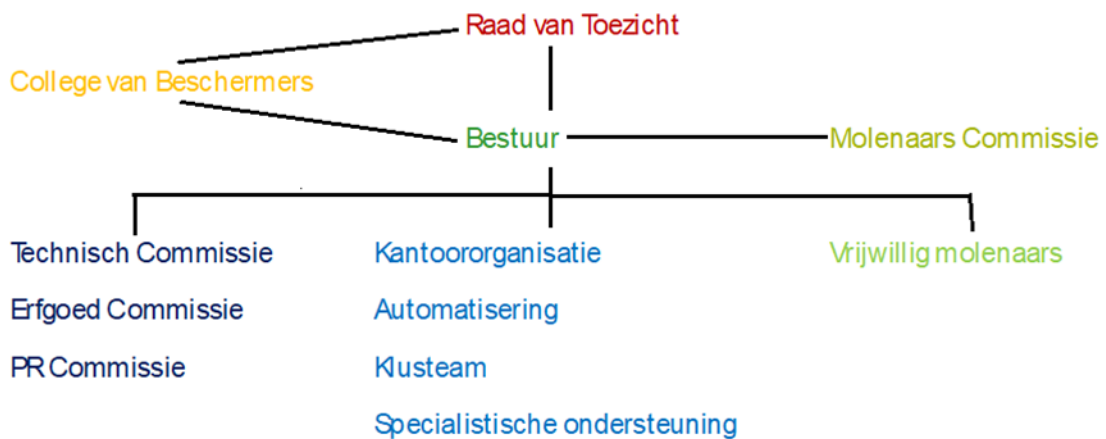 Raad van Toezicht
College van Beschermers
Bestuur
Molenaars Commissie
Technisch Commissie
Kantoororganisatie
Vrijwillig molenaars
Erfgoed Commissie
Automatisering
PR Commissie
Klusteam
Specialistische ondersteuning